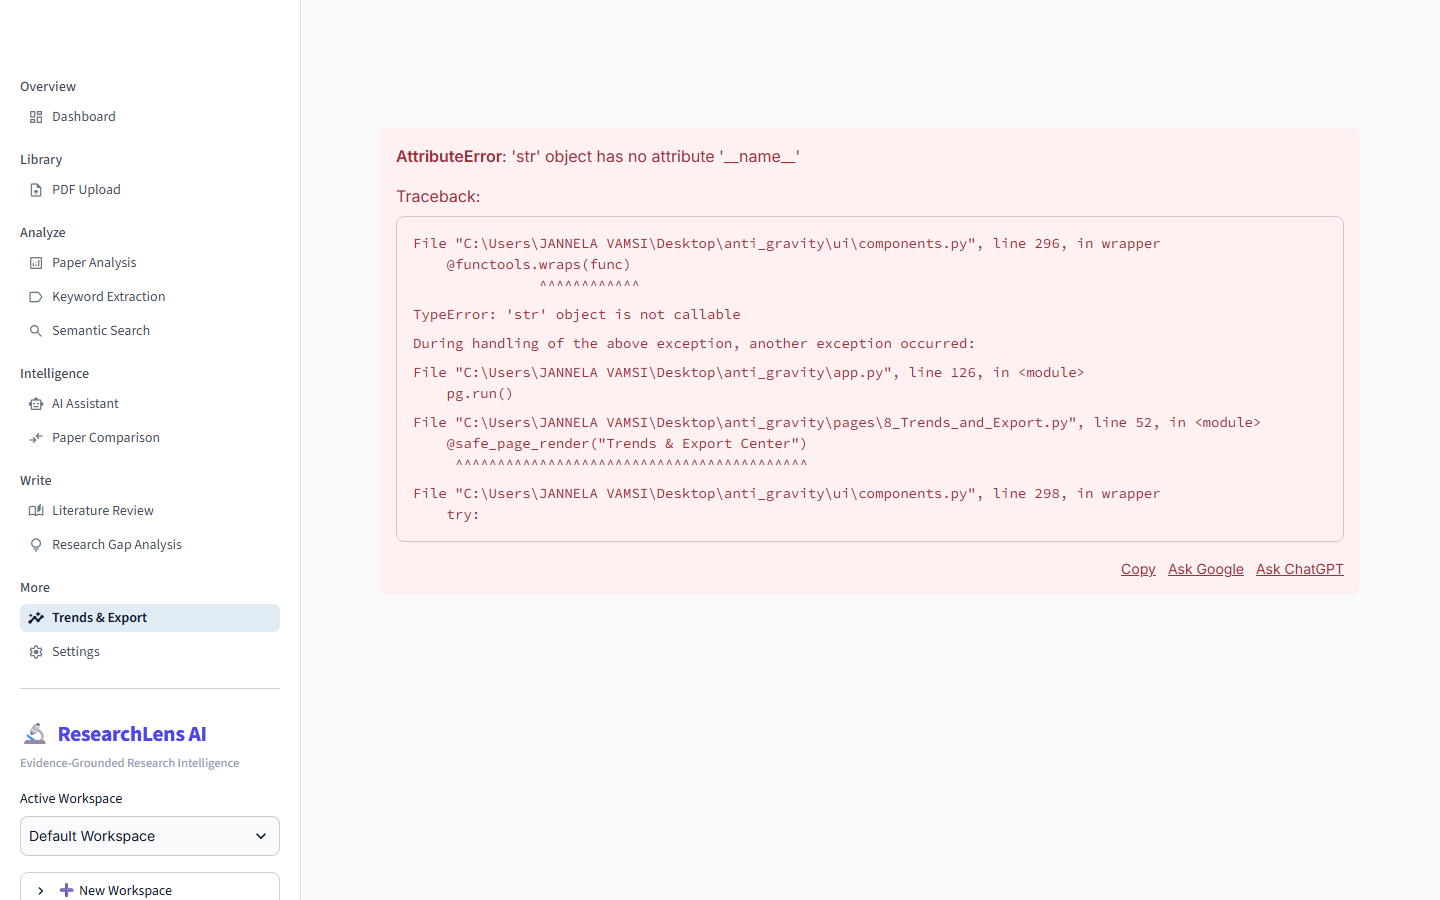 Overview
Dashboard
Library
PDF Upload
Analyze
Paper Analysis
Keyword Extraction
Semantic Search
Intelligence
AI Assistant
Paper Comparison
Write
Literature Review
Research Gap Analysis
More
Trends & Export
Settings
ResearchLens AI
Evidence-Grounded Research Intelligence
Active Workspace
Default Workspace
New Workspace
AttributeError: 'str' object has no attribute '__name__'
Traceback:
File "C:\Users\JANNELA VAMSI\Desktop\anti_gravity\ui\components.py", line 296, in wrapper
    @functools.wraps(func)
               ^^^^^^^^^^^^
TypeError: 'str' object is not callable
During handling of the above exception, another exception occurred:
File "C:\Users\JANNELA VAMSI\Desktop\anti_gravity\app.py", line 126, in <module>
    pg.run()
File "C:\Users\JANNELA VAMSI\Desktop\anti_gravity\pages\8_Trends_and_Export.py", line 52, in <module>
    @safe_page_render("Trends & Export Center")
     ^^^^^^^^^^^^^^^^^^^^^^^^^^^^^^^^^^^^^^^^^^
File "C:\Users\JANNELA VAMSI\Desktop\anti_gravity\ui\components.py", line 298, in wrapper
    try:
Copy Ask Google Ask ChatGPT